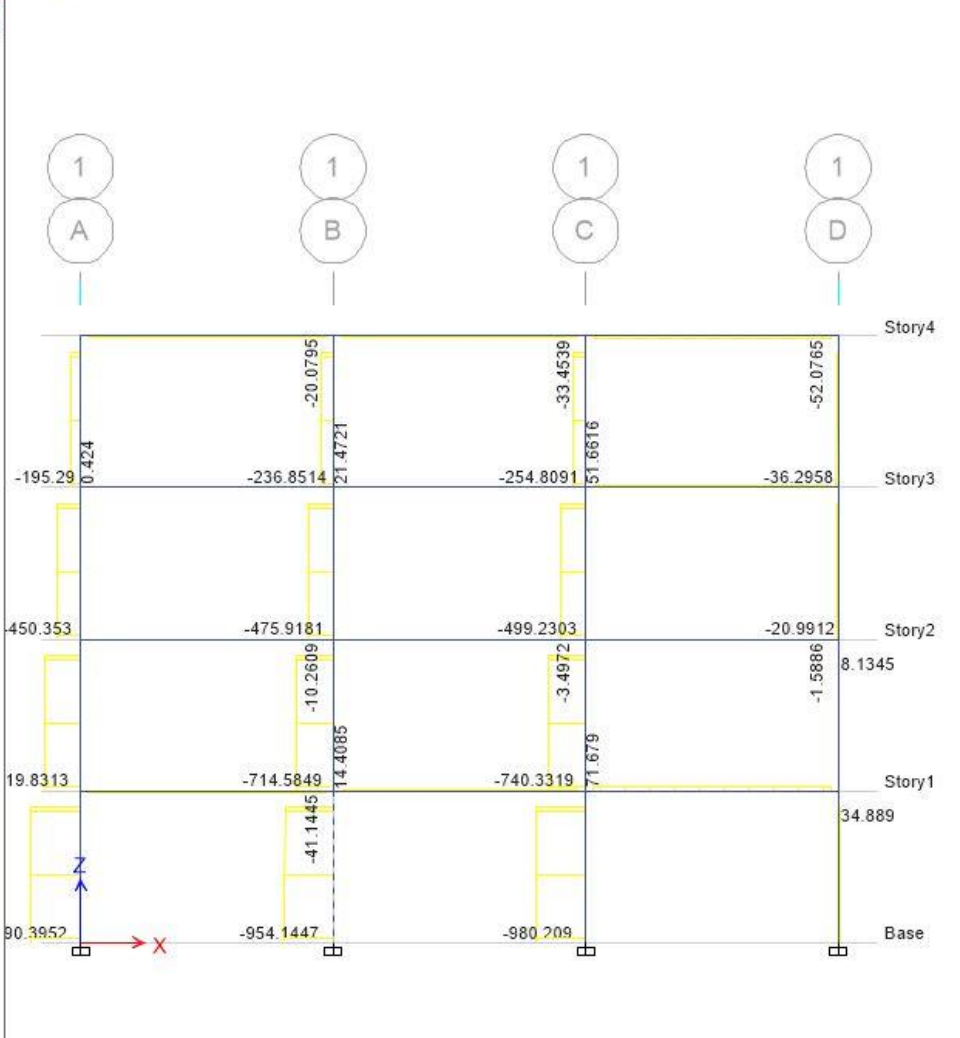 1 1 1 1
A B C D
Story4
-20.0795 -33.4539 -52.0765
0.424 21.4721 51.6616
-195.29 -236.8514 -254.8091 -36.2958 Story3
-450.353 -475.9181 -499.2303 -20.9912 Story2
-10.2609 -3.4972 -1.5886 8.1345
14.4085 71.679
19.8313 -714.5849 -740.3319 Story1
-41.1445 34.889
Z
90.3952 X -954.1447 -980.209 Base